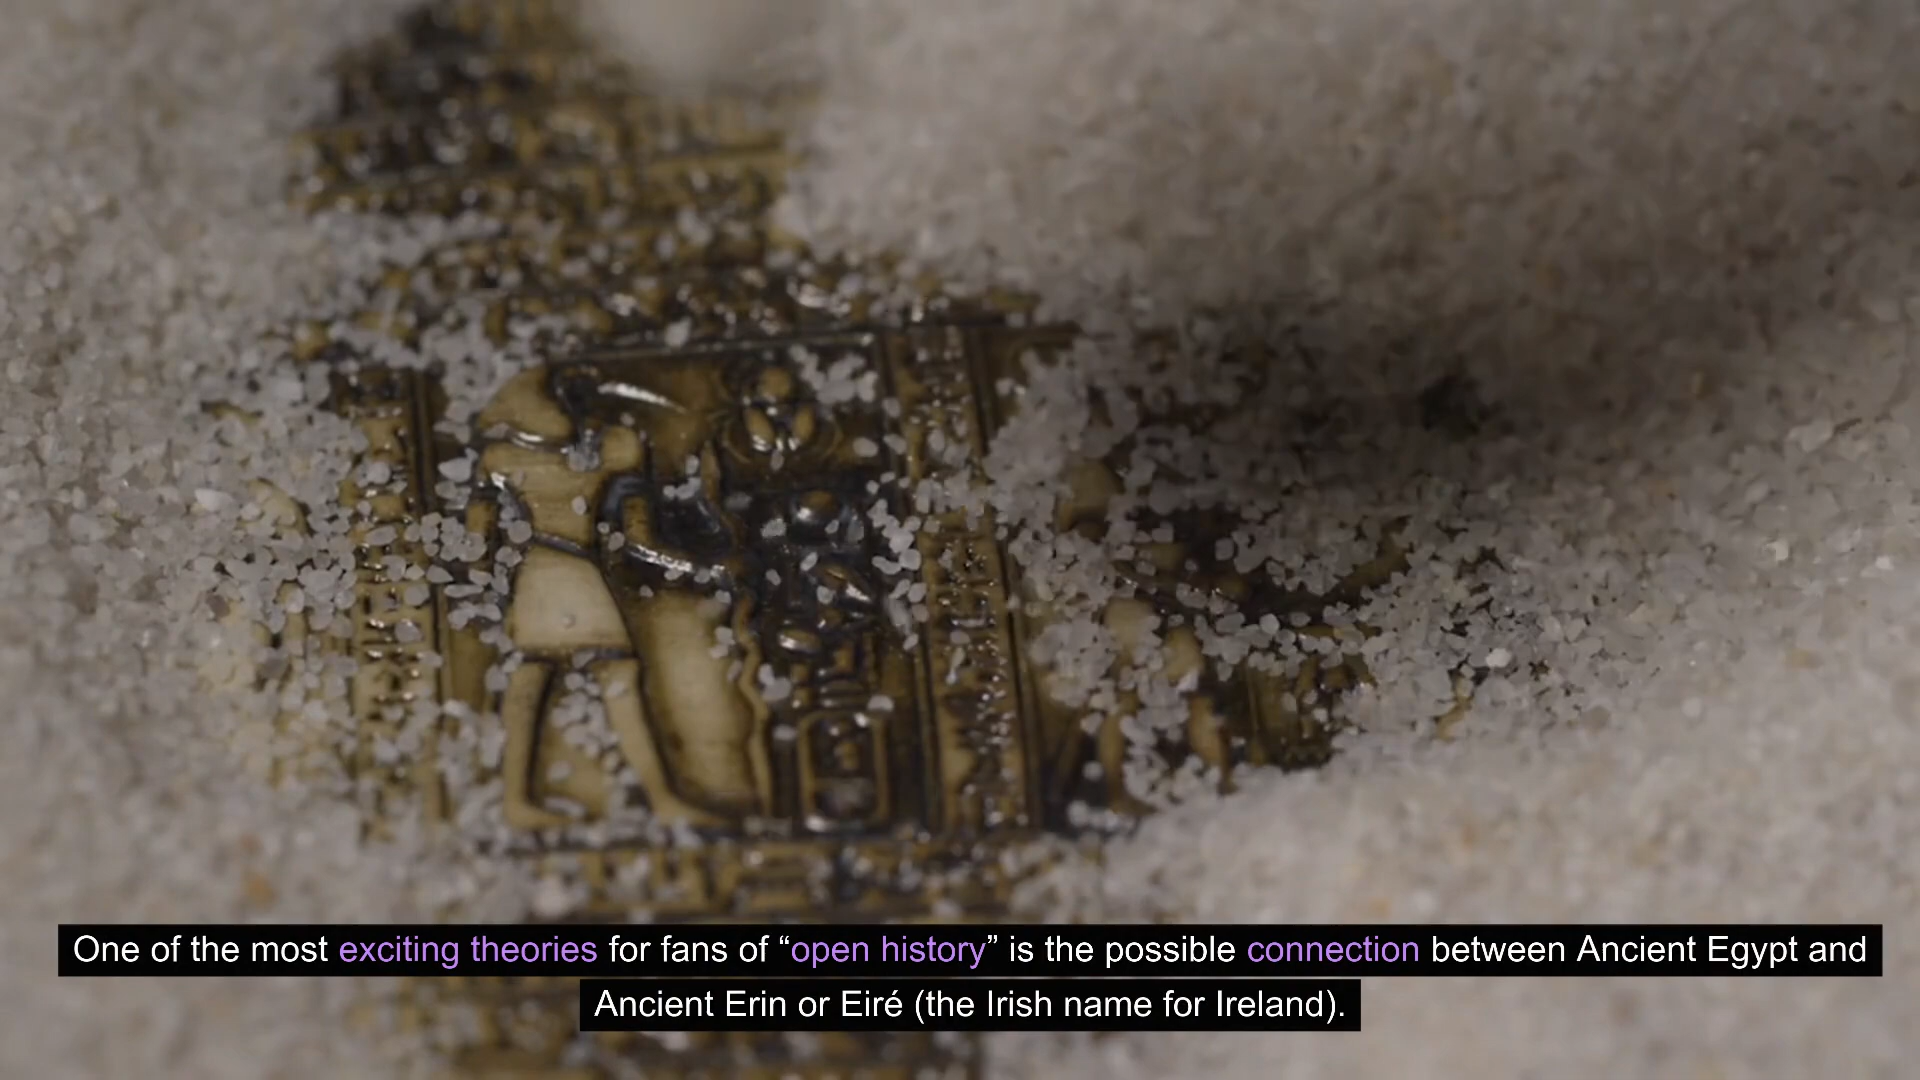 One of the most exciting theories for fans of “open history” is the possible connection between Ancient Egypt and
Ancient Erin or Eiré (the Irish name for Ireland).